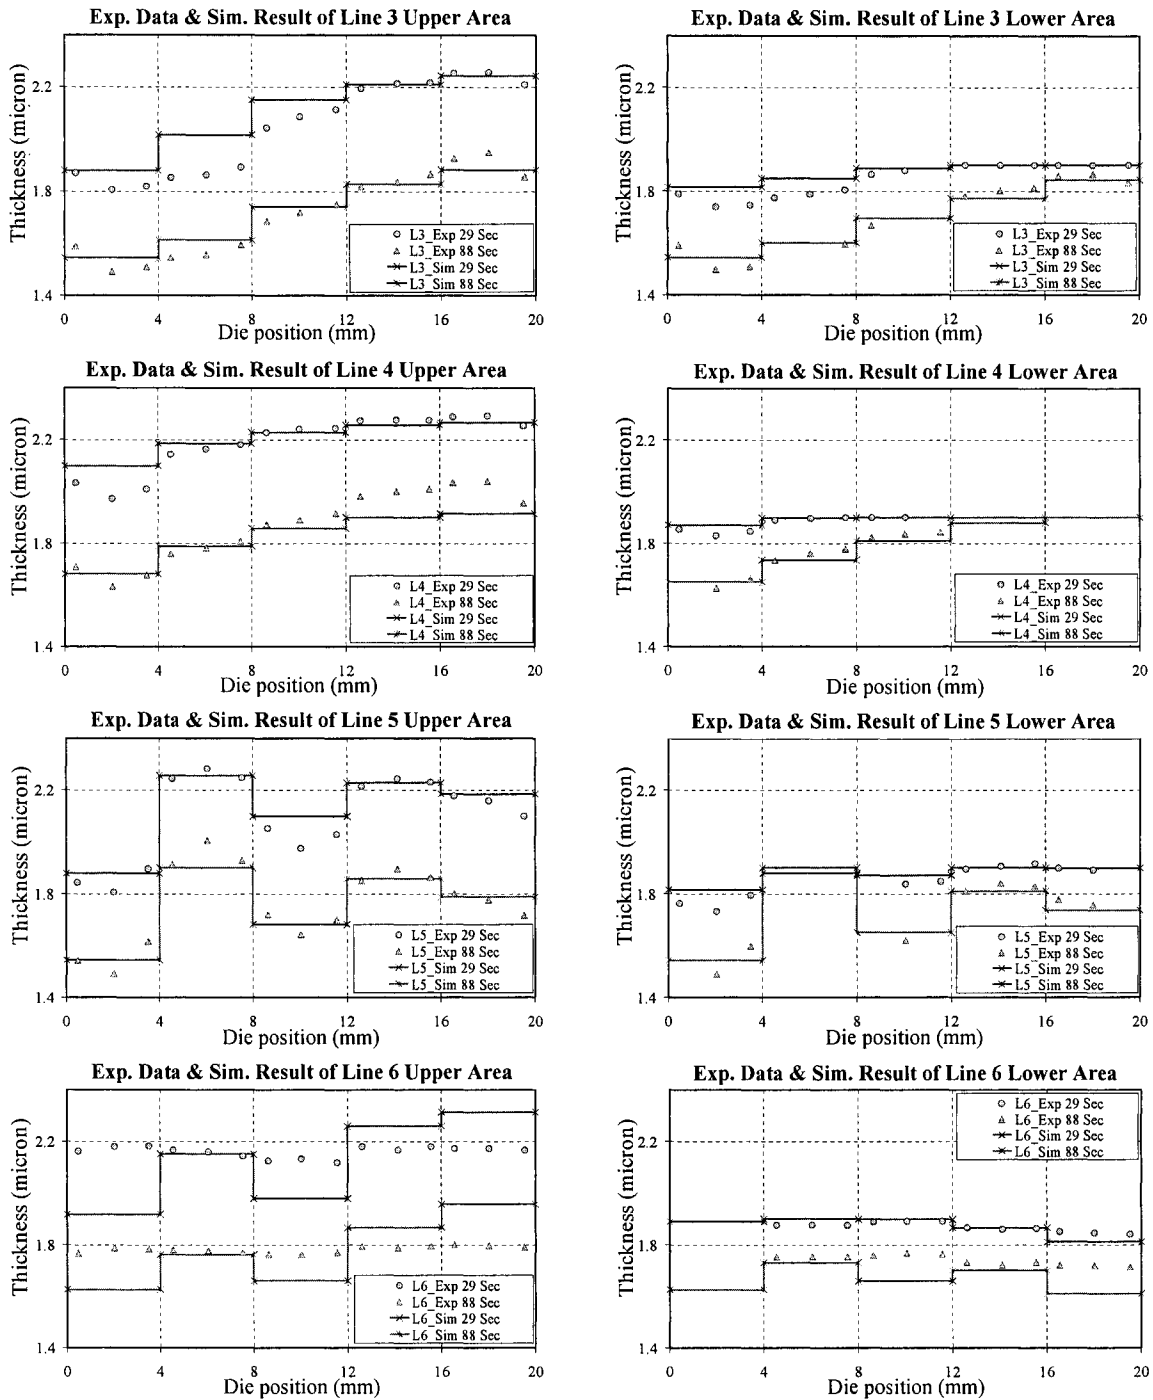 Exp. Data & Sim. Result of Line 3 Upper Area
Thickness (micron)
2.2
1.8
1.4
L3_Exp 29 Sec
L3_Exp 88 Sec
L3_Sim 29 Sec
L3_Sim 88 Sec
0 4 8 12 16 20
Die position (mm)
Exp. Data & Sim. Result of Line 3 Lower Area
Thickness (micron)
2.2
1.8
1.4
L3_Exp 29 Sec
L3_Exp 88 Sec
L3_Sim 29 Sec
L3_Sim 88 Sec
0 4 8 12 16 20
Die position (mm)
Exp. Data & Sim. Result of Line 4 Upper Area
Thickness (micron)
2.2
1.8
1.4
L4_Exp 29 Sec
L4_Exp 88 Sec
L4_Sim 29 Sec
L4_Sim 88 Sec
0 4 8 12 16 20
Die position (mm)
Exp. Data & Sim. Result of Line 4 Lower Area
Thickness (micron)
2.2
1.8
1.4
L4_Exp 29 Sec
L4_Exp 88 Sec
L4_Sim 29 Sec
L4_Sim 88 Sec
0 4 8 12 16 20
Die position (mm)
Exp. Data & Sim. Result of Line 5 Upper Area
Thickness (micron)
2.2
1.8
1.4
L5_Exp 29 Sec
L5_Exp 88 Sec
L5_Sim 29 Sec
L5_Sim 88 Sec
0 4 8 12 16 20
Die position (mm)
Exp. Data & Sim. Result of Line 5 Lower Area
Thickness (micron)
2.2
1.8
1.4
L5_Exp 29 Sec
L5_Exp 88 Sec
L5_Sim 29 Sec
L5_Sim 88 Sec
0 4 8 12 16 20
Die position (mm)
Exp. Data & Sim. Result of Line 6 Upper Area
Thickness (micron)
2.2
1.8
1.4
L6_Exp 29 Sec
L6_Exp 88 Sec
L6_Sim 29 Sec
L6_Sim 88 Sec
0 4 8 12 16 20
Die position (mm)
Exp. Data & Sim. Result of Line 6 Lower Area
Thickness (micron)
L6_Exp 29 Sec
L6_Exp 88 Sec
L6_Sim 29 Sec
L6_Sim 88 Sec
2.2
1.8
1.4
0 4 8 12 16 20
Die position (mm)